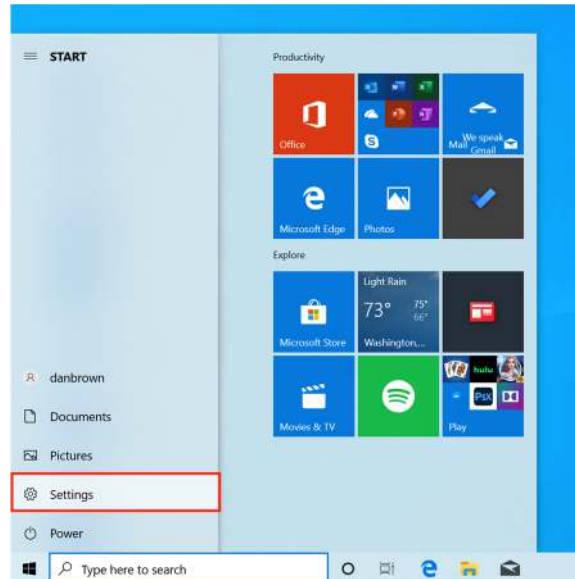 START
Productivity
Office
Mail
We speak
Gmail
Microsoft Edge
Photos
Explore
Microsoft Store
Light Rain
73°
75°
66°
Washington,...
Movies & TV
hulu
PSX
Play
danbrown
Documents
Pictures
Settings
Power
Type here to search